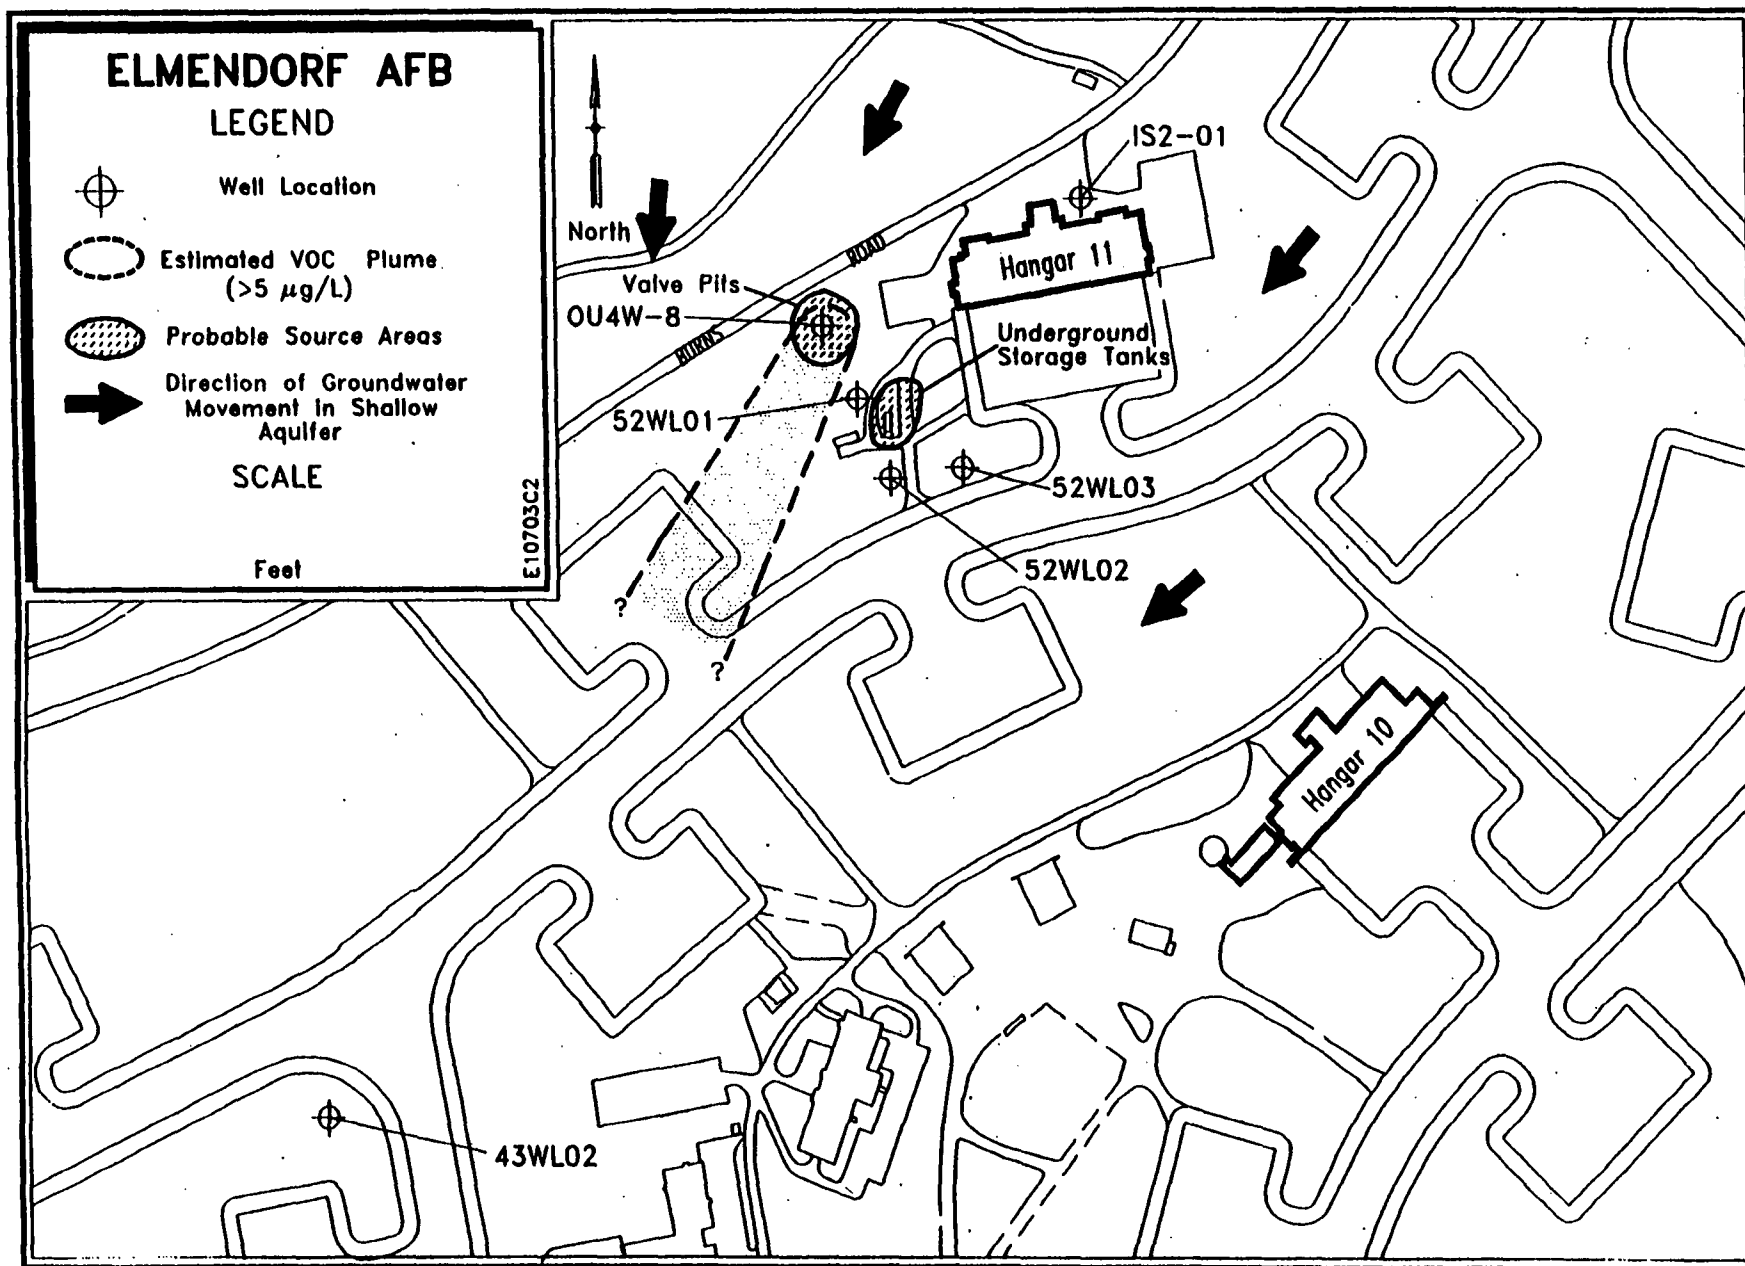 ELMENDORF AFB
LEGEND
Well Location
Estimated VOC Plume
(>5 µg/L)
Probable Source Areas
Direction of Groundwater
Movement in Shallow
Aquifer
SCALE
Feet
E10703C2
North
IS2-01
ROAD
Hangar 11
Valve Pits
OU4W-8
BURNS
Underground
Storage Tanks
52WL01
52WL03
52WL02
?
?
Hangar 10
43WL02